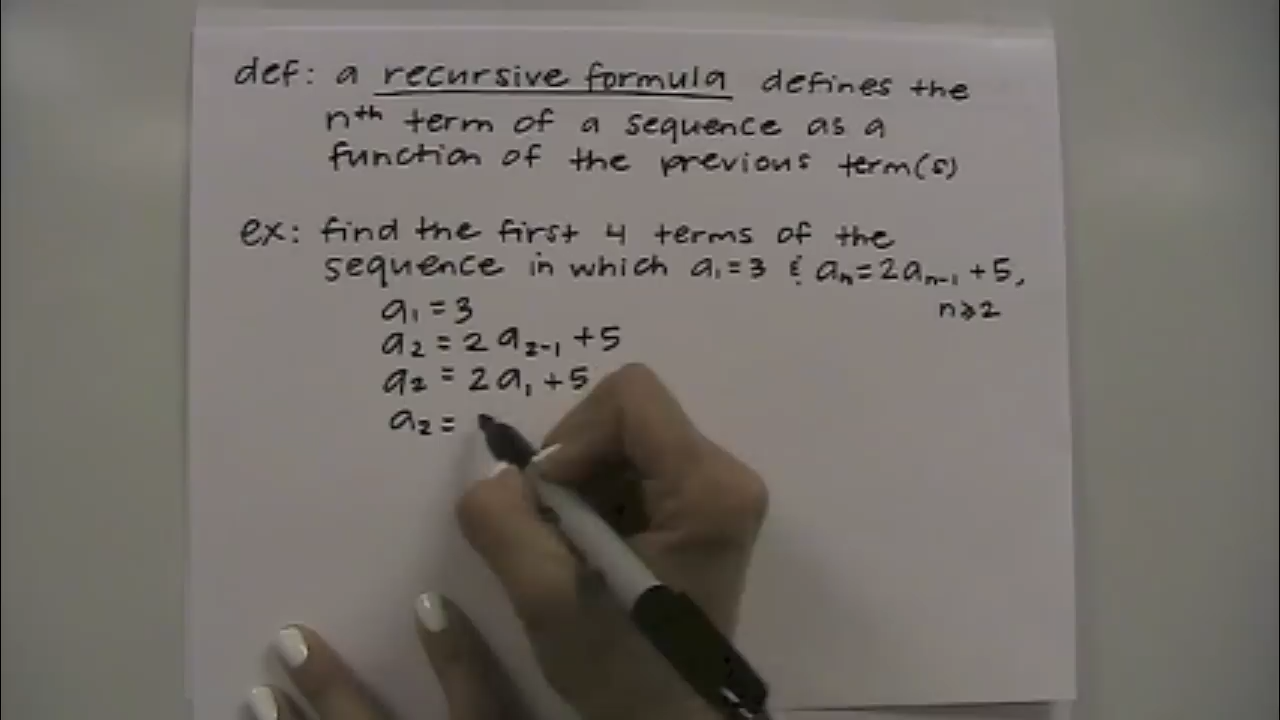 def: a recursive formula defines the
nᵗʰ term of a sequence as a
function of the previous term(s)
ex: find the first 4 terms of the
sequence in which a₁ = 3 & aₙ = 2aₙ₋₁ + 5,
n ≥ 2
a₁ = 3
a₂ = 2 a₂₋₁ + 5
a₂ = 2a₁ + 5
a₂ =